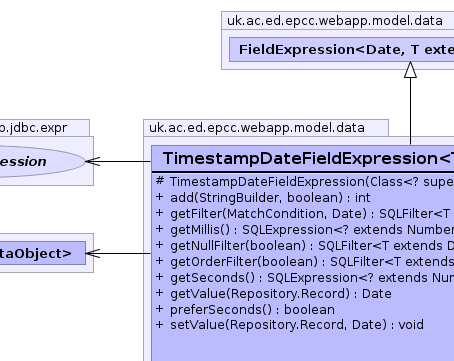 uk.ac.ed.epcc.webapp.model.data
FieldExpression<Date, T exte
o.jdbc.expr
ession
taObject>
uk.ac.ed.epcc.webapp.model.data
TimestampDateFieldExpression<T
# TimestampDateFieldExpression(Class<? supe
+ add(StringBuilder, boolean) : int
+ getFilter(MatchCondition, Date) : SQLFilter<T
+ getMillis() : SQLExpression<? extends Number
+ getNullFilter(boolean) : SQLFilter<T extends D
+ getOrderFilter(boolean) : SQLFilter<T extends
+ getSeconds() : SQLExpression<? extends Num
+ getValue(Repository.Record) : Date
+ preferSeconds() : boolean
+ setValue(Repository.Record, Date) : void